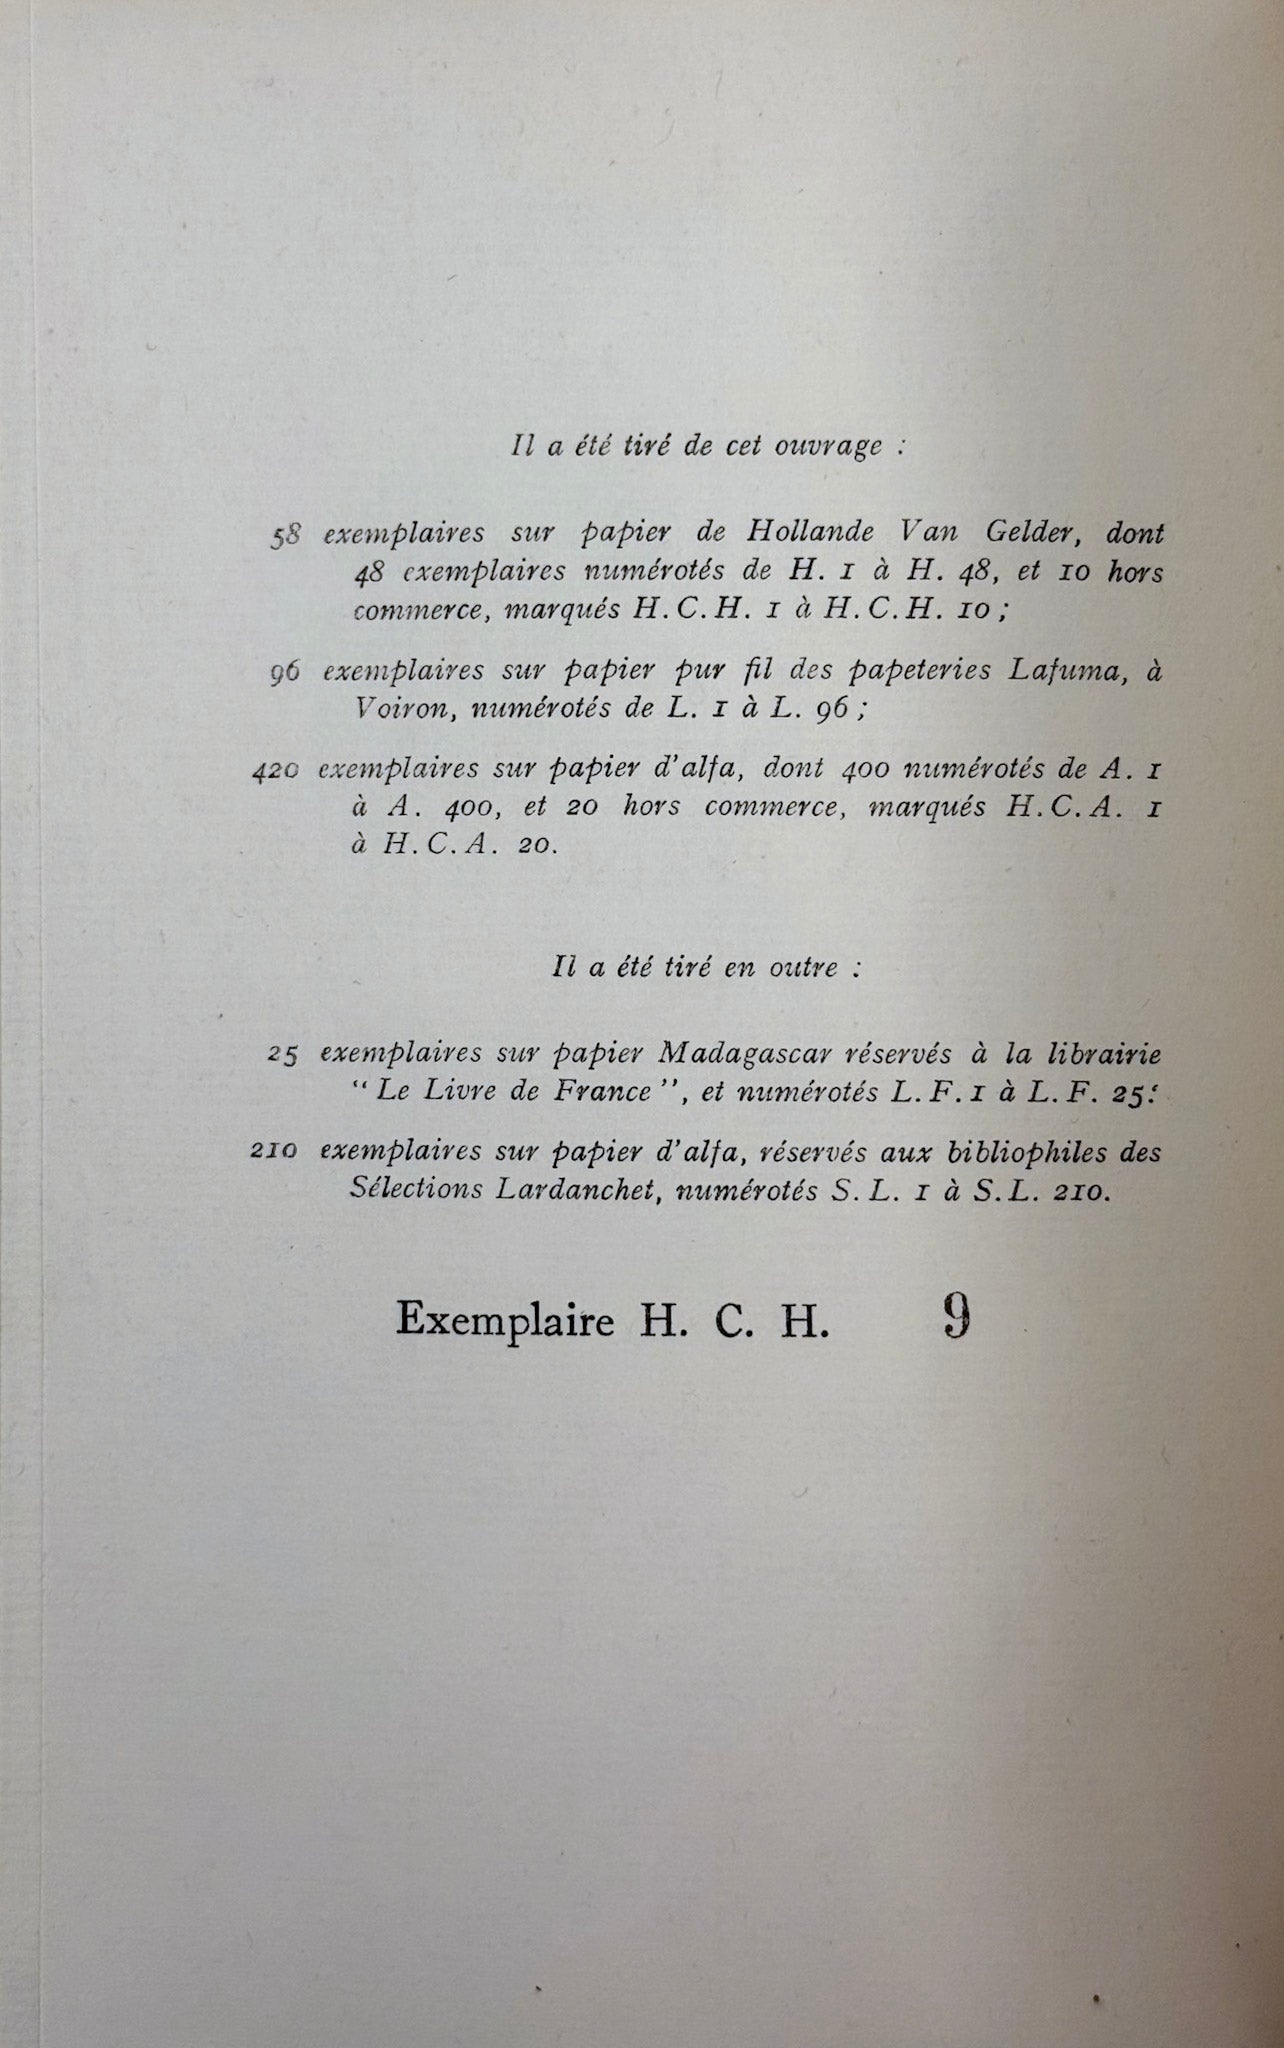 Il a été tiré de cet ouvrage :
58 exemplaires sur papier de Hollande Van Gelder, dont
48 exemplaires numérotés de H. 1 à H. 48, et 10 hors
commerce, marqués H.C.H. 1 à H.C.H. 10 ;
96 exemplaires sur papier pur fil des papeteries Lafuma, à
Voiron, numérotés de L. 1 à L. 96 ;
420 exemplaires sur papier d'alfa, dont 400 numérotés de A. 1
à A. 400, et 20 hors commerce, marqués H.C.A. 1
à H.C.A. 20.
Il a été tiré en outre :
25 exemplaires sur papier Madagascar réservés à la librairie
“ Le Livre de France ”, et numérotés L.F.1 à L.F. 25;
210 exemplaires sur papier d'alfa, réservés aux bibliophiles des
Sélections Lardanchet, numérotés S.L. 1 à S.L. 210.
Exemplaire H. C. H. 9